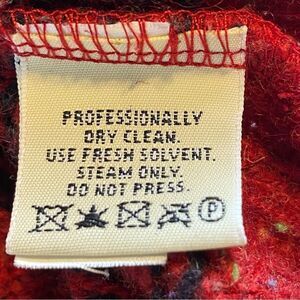 PROFESSIONALLY
DRY CLEAN.
USE FRESH SOLVENT.
STEAM ONLY.
DO NOT PRESS.
P